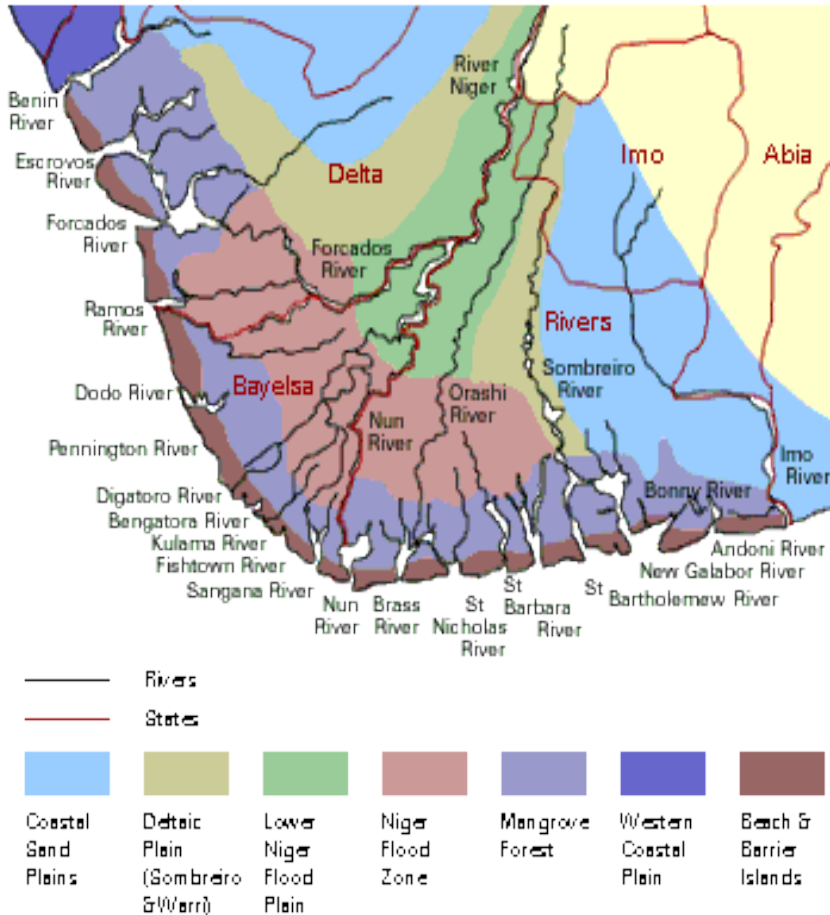 River
Niger
Benin
River
Escrovos
River
Forcados
River
Ramos
River
Dodo River
Pennington River
Digatoro River
Bengatora River
Kulama River
Fishtown River
Sangana River
Delta
Imo
Abia
Forcados
River
Rivers
Bayelsa
Nun
River
Orashi
River
Sombreiro
River
Imo
River
Bonny River
Andoni River
New Galabor River
St
Bartholemew River
St
Barbara
River
St
Nicholas
River
Brass
River
Nun
River
Rivers
States
Coastal
Sand
Plains
Deltaic
Plain
(Sombreiro
&Warri)
Lower
Niger
Flood
Plain
Niger
Flood
Zone
Mangrove
Forest
Western
Coastal
Plain
Beach &
Barrier
Islands